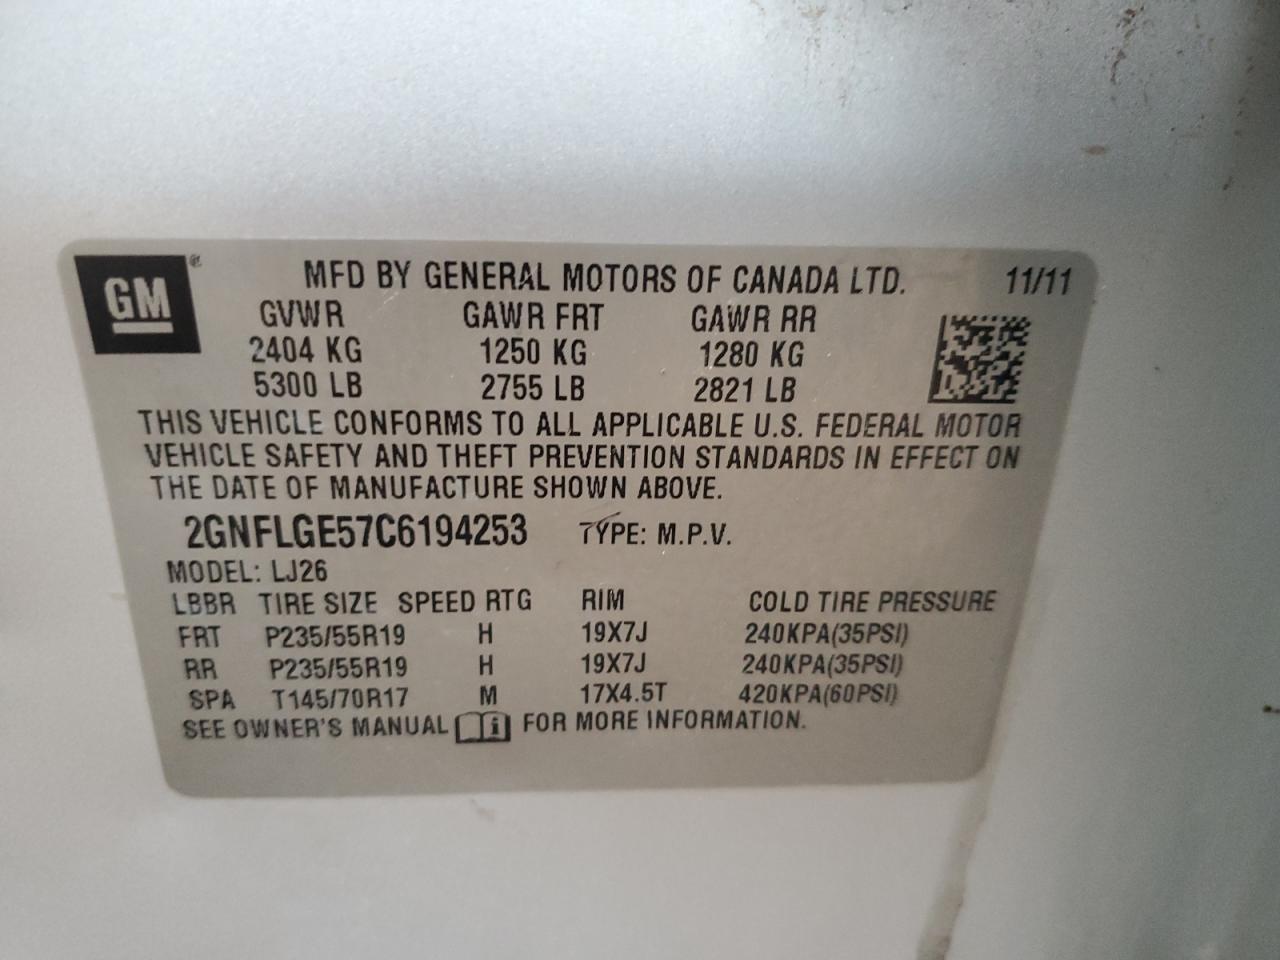 GM®
MFD BY GENERAL MOTORS OF CANADA LTD. 11/11
GVWR GAWR FRT GAWR RR
2404 KG 1250 KG 1280 KG
5300 LB 2755 LB 2821 LB
THIS VEHICLE CONFORMS TO ALL APPLICABLE U.S. FEDERAL MOTOR
VEHICLE SAFETY AND THEFT PREVENTION STANDARDS IN EFFECT ON
THE DATE OF MANUFACTURE SHOWN ABOVE.
2GNFLGE57C6194253 TYPE: M.P.V.
MODEL: LJ26
LBBR TIRE SIZE SPEED RTG RIM COLD TIRE PRESSURE
FRT P235/55R19 H 19X7J 240KPA(35PSI)
RR P235/55R19 H 19X7J 240KPA(35PSI)
SPA T145/70R17 M 17X4.5T 420KPA(60PSI)
SEE OWNER'S MANUAL i FOR MORE INFORMATION.